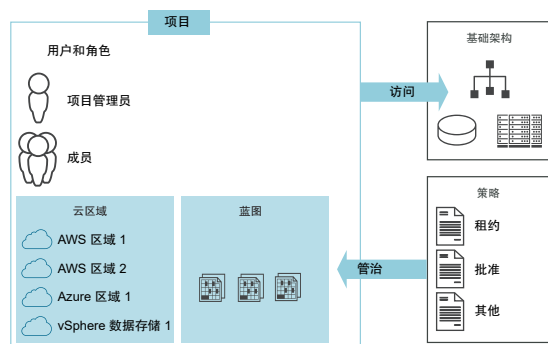 项目
用户和角色
项目管理员
成员
云区域
AWS 区域 1
AWS 区域 2
Azure 区域 1
vSphere 数据存储 1
蓝图
访问
基础架构
管治
策略
租约
批准
其他